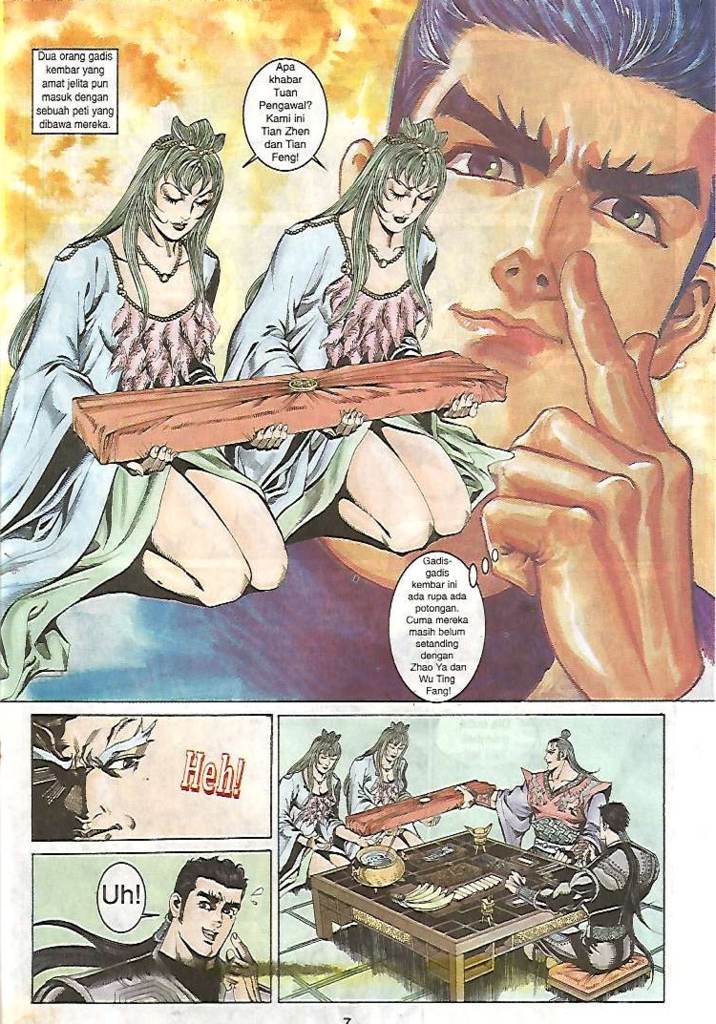 Dua orang gadis
kembar yang
amat jelita pun
masuk dengan
sebuah peti yang
dibawa mereka.
Apa
khabar
Tuan
Pengawal?
Kami ini
Tian Zhen
dan Tian
Feng!
Gadis-
gadis
kembar ini
ada rupa ada
potongan.
Cuma mereka
masih belum
setanding
dengan
Zhao Ya dan
Wu Ting
Fang!
Heh!
Uh!
7